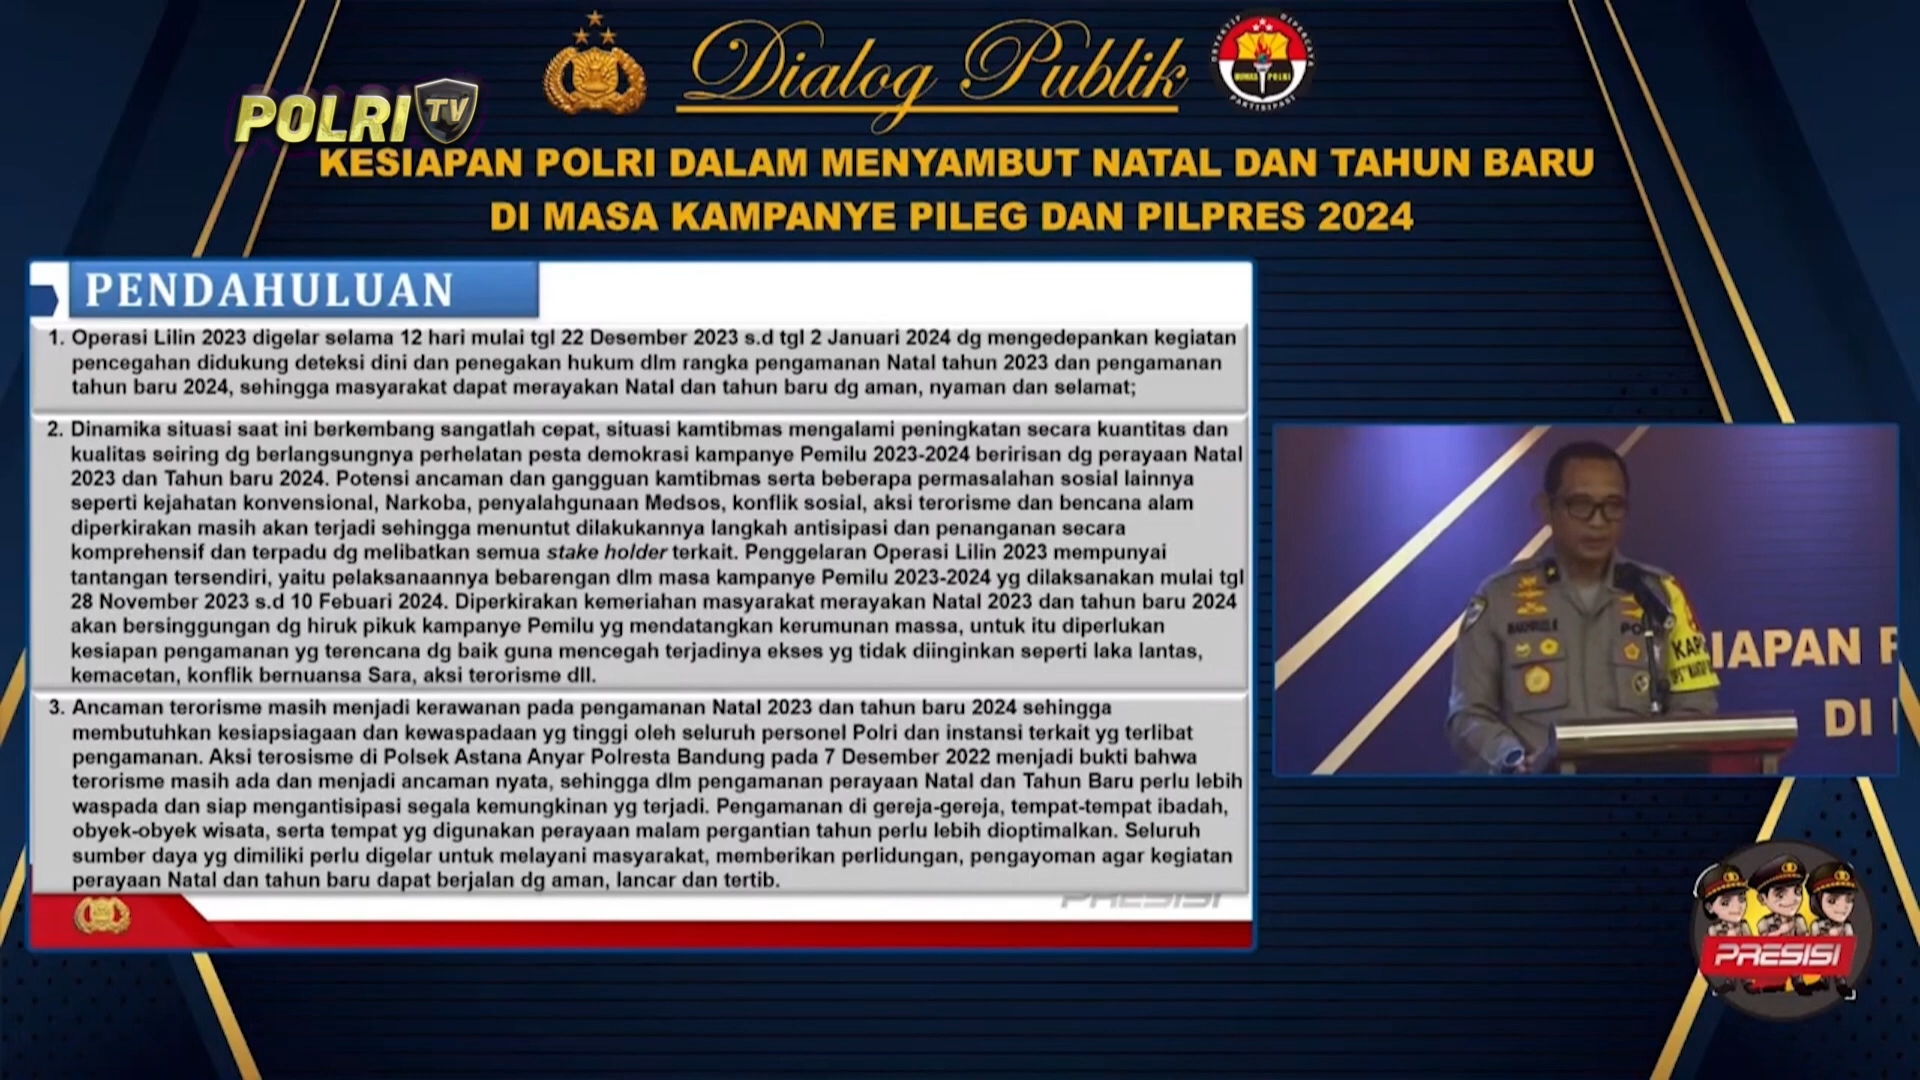 Dialog Publik
POLRI TV
OBYEKTIF DIPERCAYA
HUMAS POLRI
PARTISIPASI
KESIAPAN POLRI DALAM MENYAMBUT NATAL DAN TAHUN BARU
DI MASA KAMPANYE PILEG DAN PILPRES 2024
PENDAHULUAN
1. Operasi Lilin 2023 digelar selama 12 hari mulai tgl 22 Desember 2023 s.d tgl 2 Januari 2024 dg mengedepankan kegiatan
pencegahan didukung deteksi dini dan penegakan hukum dlm rangka pengamanan Natal tahun 2023 dan pengamanan
tahun baru 2024, sehingga masyarakat dapat merayakan Natal dan tahun baru dg aman, nyaman dan selamat;
2. Dinamika situasi saat ini berkembang sangatlah cepat, situasi kamtibmas mengalami peningkatan secara kuantitas dan
kualitas seiring dg berlangsungnya perhelatan pesta demokrasi kampanye Pemilu 2023-2024 beririsan dg perayaan Natal
2023 dan Tahun baru 2024. Potensi ancaman dan gangguan kamtibmas serta beberapa permasalahan sosial lainnya
seperti kejahatan konvensional, Narkoba, penyalahgunaan Medsos, konflik sosial, aksi terorisme dan bencana alam
diperkirakan masih akan terjadi sehingga menuntut dilakukannya langkah antisipasi dan penanganan secara
komprehensif dan terpadu dg melibatkan semua stake holder terkait. Penggelaran Operasi Lilin 2023 mempunyai
tantangan tersendiri, yaitu pelaksanaannya bebarengan dlm masa kampanye Pemilu 2023-2024 yg dilaksanakan mulai tgl
28 November 2023 s.d 10 Febuari 2024. Diperkirakan kemeriahan masyarakat merayakan Natal 2023 dan tahun baru 2024
akan bersinggungan dg hiruk pikuk kampanye Pemilu yg mendatangkan kerumunan massa, untuk itu diperlukan
kesiapan pengamanan yg terencana dg baik guna mencegah terjadinya ekses yg tidak diinginkan seperti laka lantas,
kemacetan, konflik bernuansa Sara, aksi terorisme dll.
3. Ancaman terorisme masih menjadi kerawanan pada pengamanan Natal 2023 dan tahun baru 2024 sehingga
membutuhkan kesiapsiagaan dan kewaspadaan yg tinggi oleh seluruh personel Polri dan instansi terkait yg terlibat
pengamanan. Aksi terosisme di Polsek Astana Anyar Polresta Bandung pada 7 Desember 2022 menjadi bukti bahwa
terorisme masih ada dan menjadi ancaman nyata, sehingga dlm pengamanan perayaan Natal dan Tahun Baru perlu lebih
waspada dan siap mengantisipasi segala kemungkinan yg terjadi. Pengamanan di gereja-gereja, tempat-tempat ibadah,
obyek-obyek wisata, serta tempat yg digunakan perayaan malam pergantian tahun perlu lebih dioptimalkan. Seluruh
sumber daya yg dimiliki perlu digelar untuk melayani masyarakat, memberikan perlidungan, pengayoman agar kegiatan
perayaan Natal dan tahun baru dapat berjalan dg aman, lancar dan tertib.
PRESISI
IAPAN P
DI
PO
KAP
PRESISI